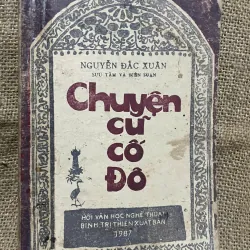 NGUYỄN ĐẮC XUÂN
SƯU TẦM VÀ BIÊN SOẠN
Chuyện
cũ
cố
Đô
HỘI VĂN HỌC NGHỆ THUẬT
BÌNH TRỊ THIÊN XUẤT BẢN
1987